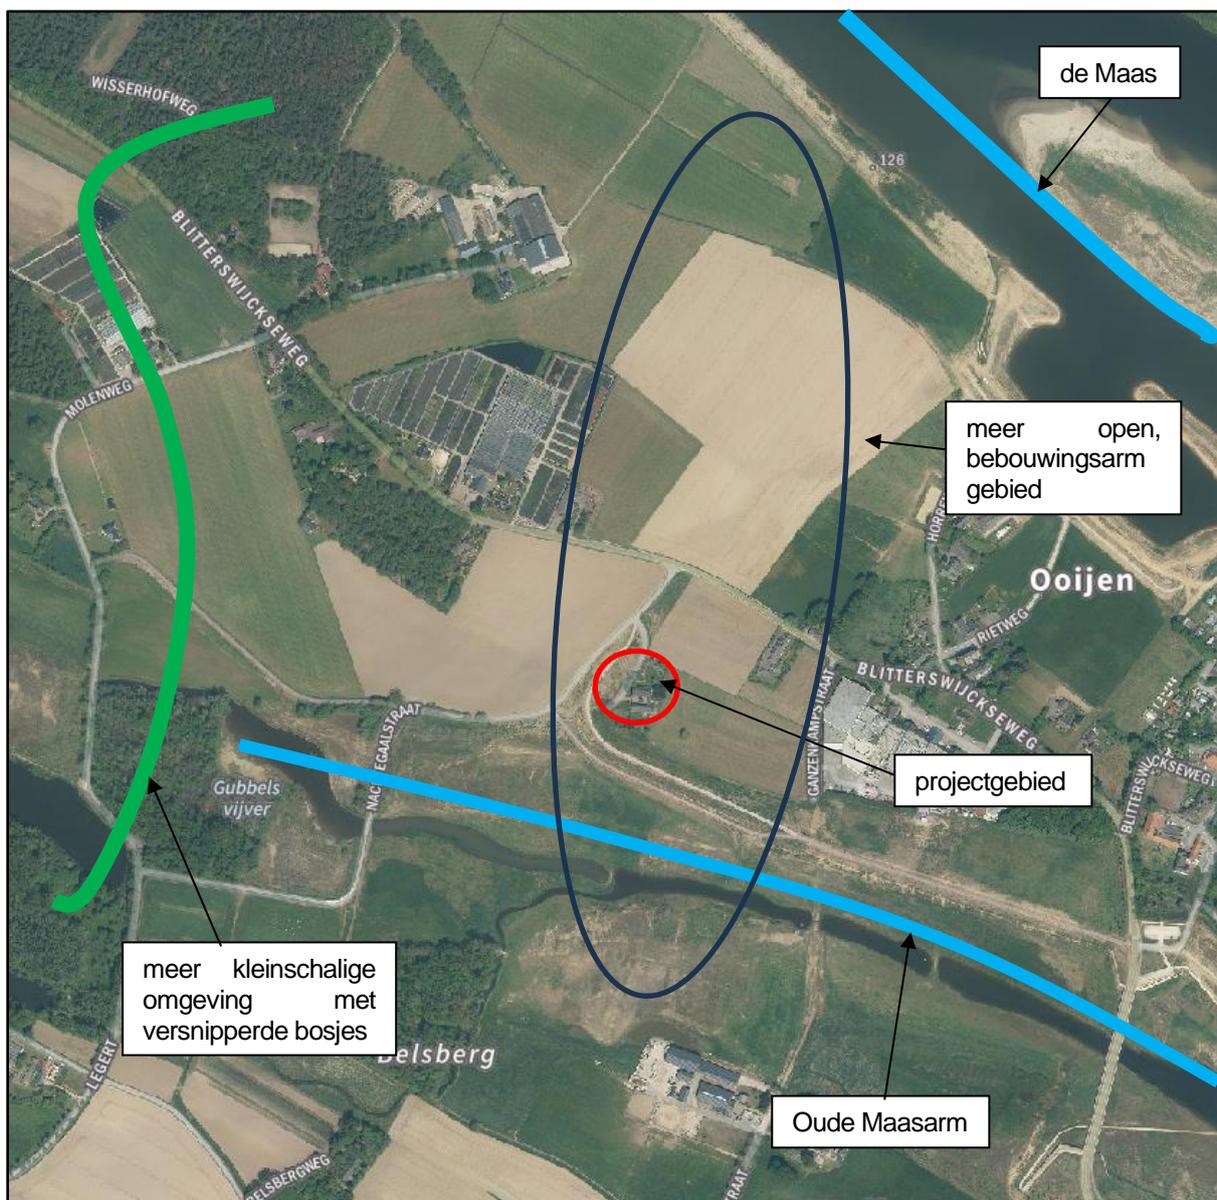 de Maas
WISSERHOFWEG
126
BLITTERSWIJCKSEWEG
MOLENWEG
meer open,
bebouwingsarm
gebied
Ooijen
RIETWEG
BLITTERSWIJCKSEWEG
GANZENKAMPSTRAAT
projectgebied
BLITTERSWIJCKSEWEG
Gubbels
vijver
meer kleinschalige
omgeving met
versnipperde bosjes
LEGERT
Belsberg
Oude Maasarm
BELSBERGWEG
RAAT